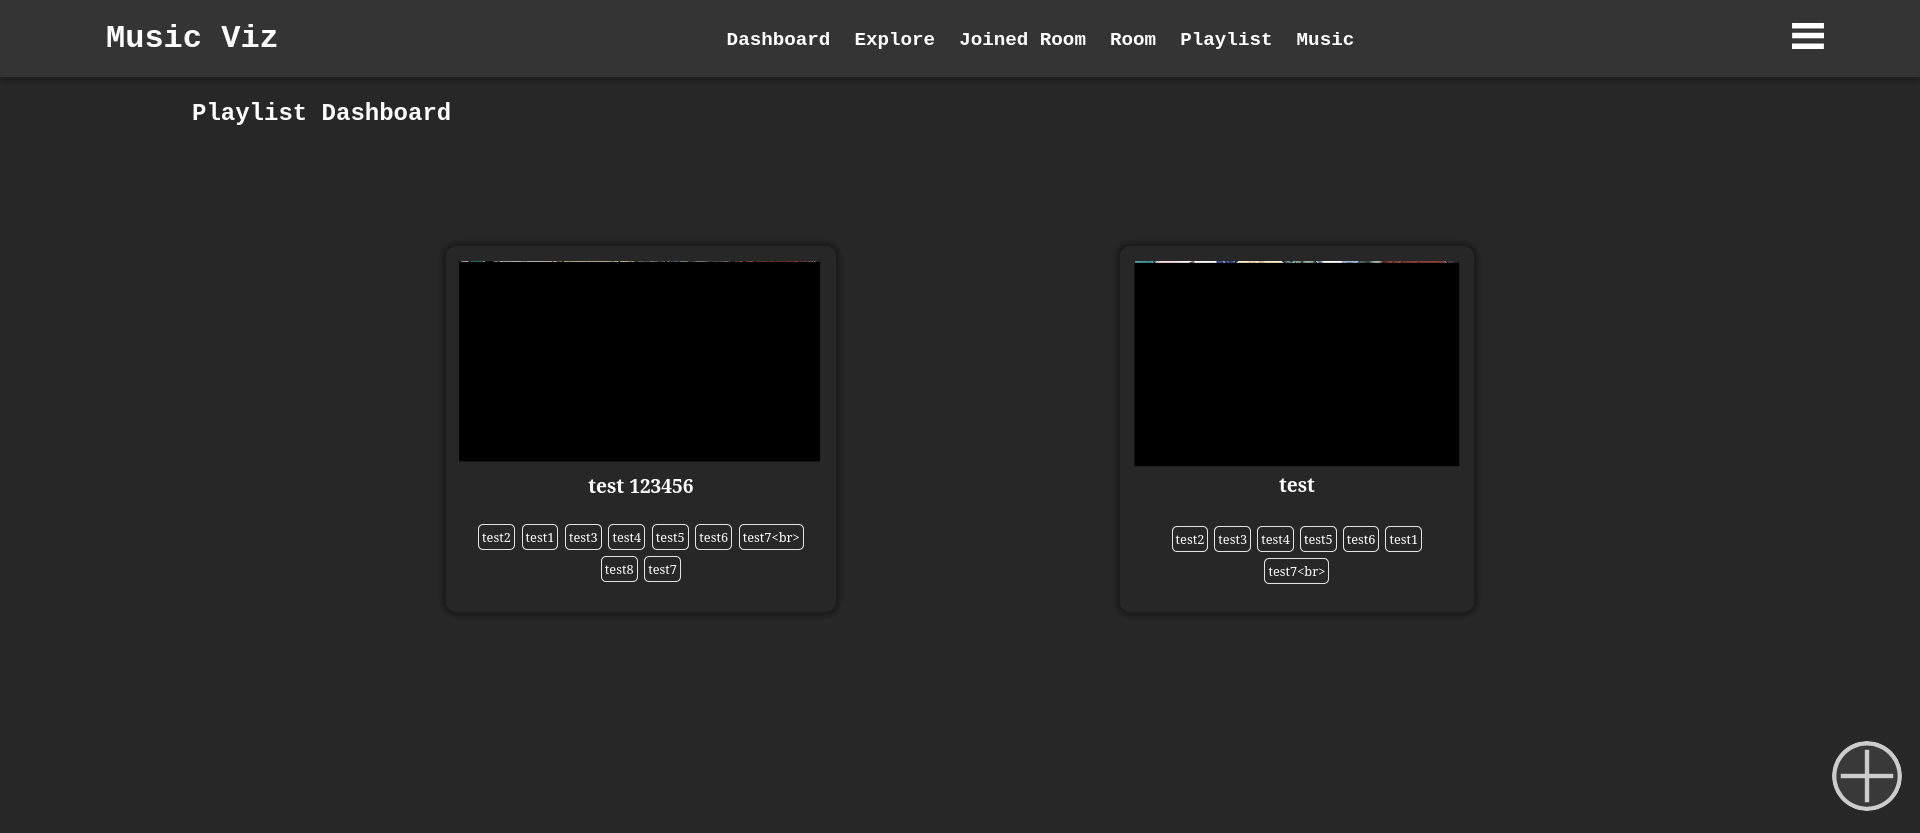 Music Viz
Dashboard Explore Joined Room Room Playlist Music
Playlist Dashboard
test 123456
test2 test1 test3 test4 test5 test6 test7<br>
test8 test7
test
test2 test3 test4 test5 test6 test1
test7<br>